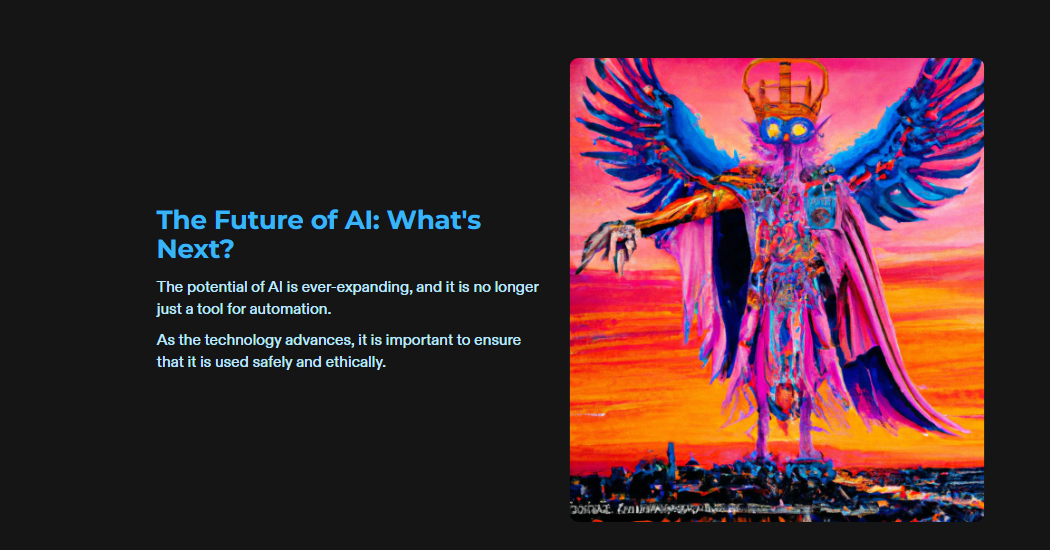 The Future of AI: What's
Next?
The potential of AI is ever-expanding, and it is no longer
just a tool for automation.
As the technology advances, it is important to ensure
that it is used safely and ethically.